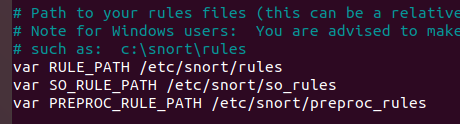 # Path to your rules files (this can be a relative
# Note for Windows users:  You are advised to make
# such as:  c:\snort\rules
var RULE_PATH /etc/snort/rules
var SO_RULE_PATH /etc/snort/so_rules
var PREPROC_RULE_PATH /etc/snort/preproc_rules